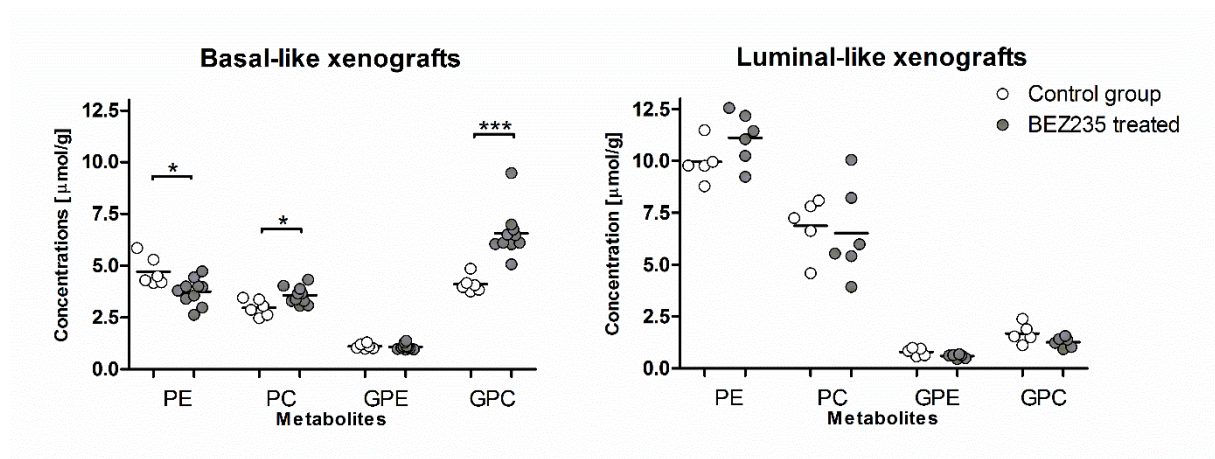 Basal-like xenografts
Concentrations [μmol/g]
12.5
10.0
7.5
5.0
2.5
0.0
*
*
***
PE PC GPE GPC
Metabolites
Luminal-like xenografts
Control group
BEZ235 treated
Concentration [μmol/g]
12.5
10.0
7.5
5.0
2.5
0.0
PE PC GPE GPC
Metabolites